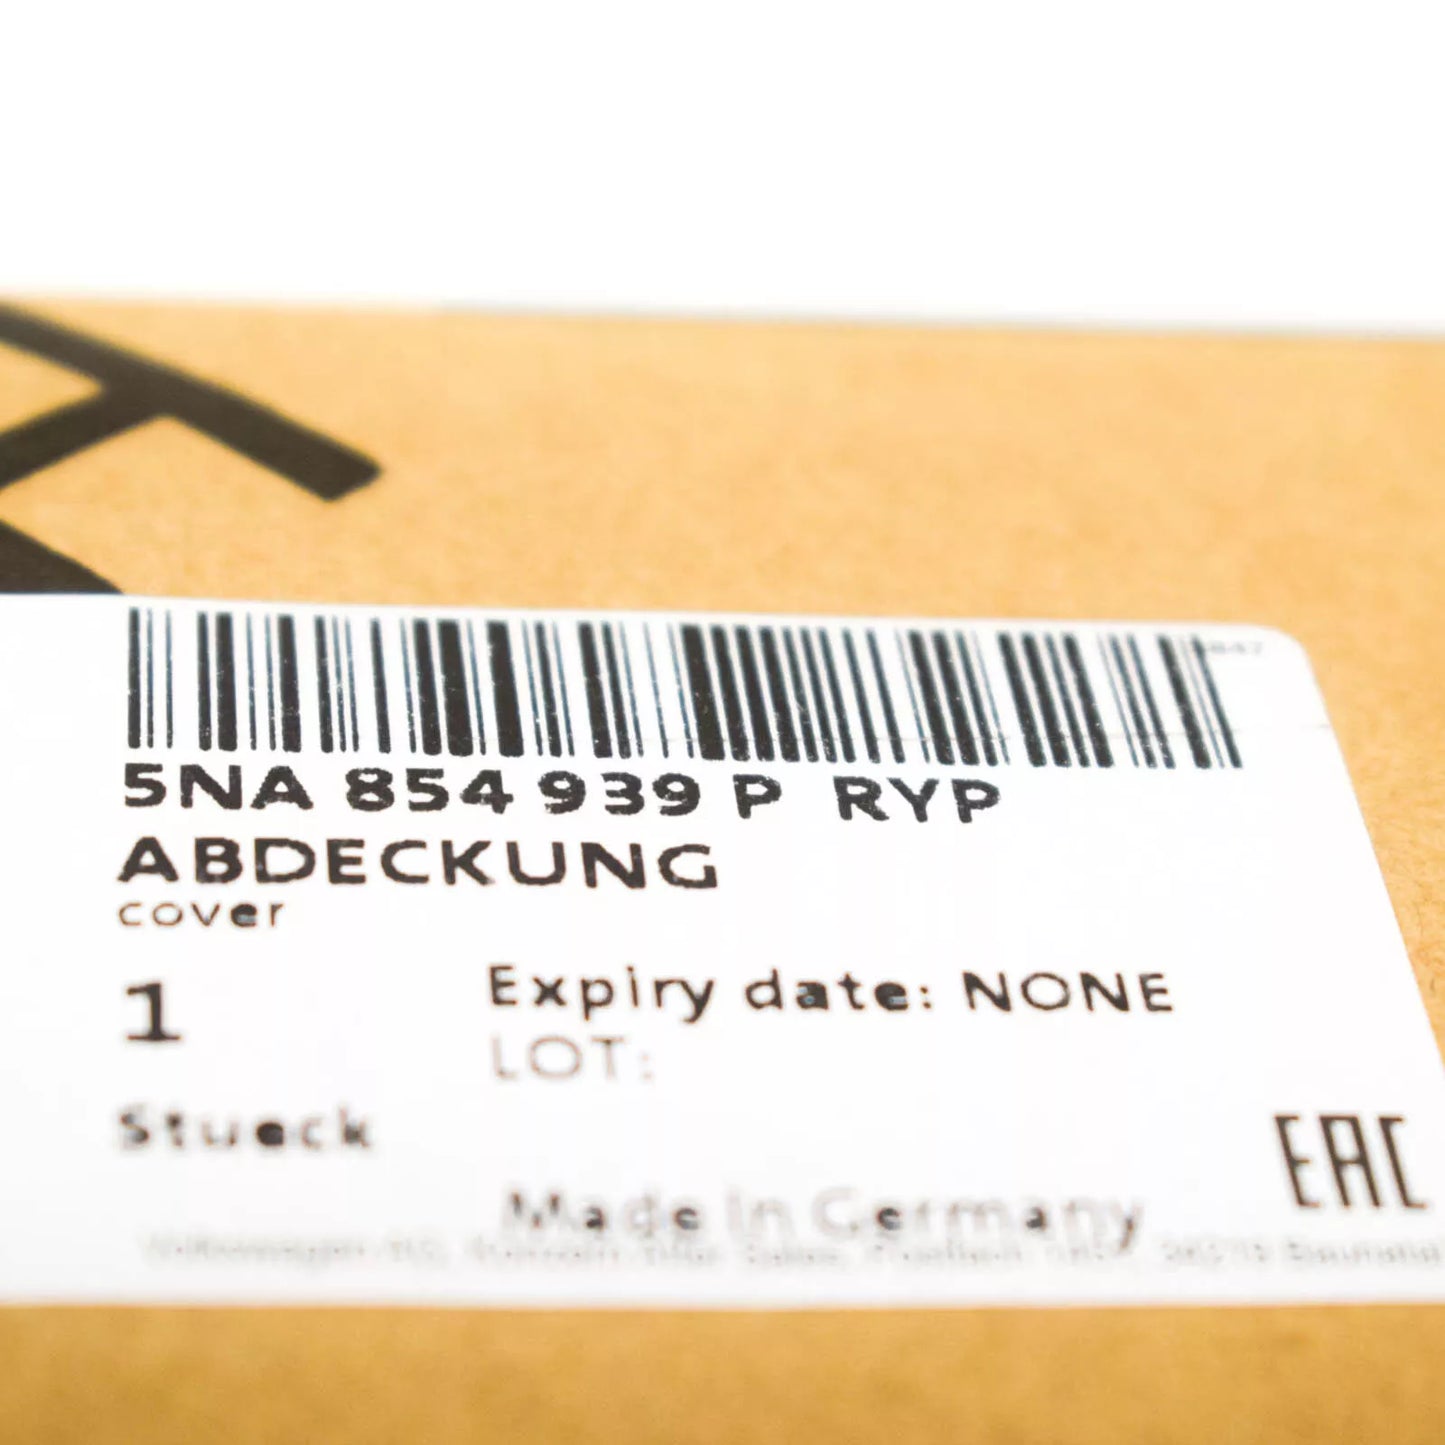 5NA 854 939 P RYP
ABDECKUNG
cover
1
Expiry date: NONE
LOT:
Stueck
EAC
Made In Germany